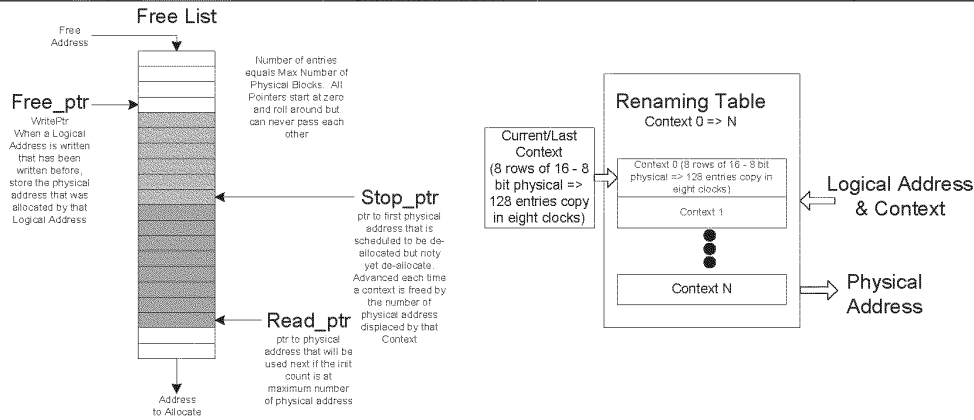 Free List
Free
Address
Number of entries
equals Max Number of
Physical Blocks. All
Pointers start at zero
and roll around but
can never pass each
other
Free_ptr
WritePtr
When a Logical
Address is written
that has been
written before,
store the physical
address that was
allocated by that
Logical Address
Stop_ptr
ptr to first physical
address that is
scheduled to be de-
allocated but noty
yet de-allocate.
Advanced each time
a context is freed by
the number of
physical address
displaced by that
Context
Read_ptr
ptr to physical
address that will be
used next if the init
count is at
maximum number
of physical address
Address
to Allocate
Renaming Table
Context 0 => N
Current/Last
Context
(8 rows of 16 - 8
bit physical =>
128 entries copy
in eight clocks)
Context 0 (8 rows of 16 - 8 bit
physical => 128 entries copy in
eight clocks)
Context 1
Context N
Logical Address
& Context
Physical
Address